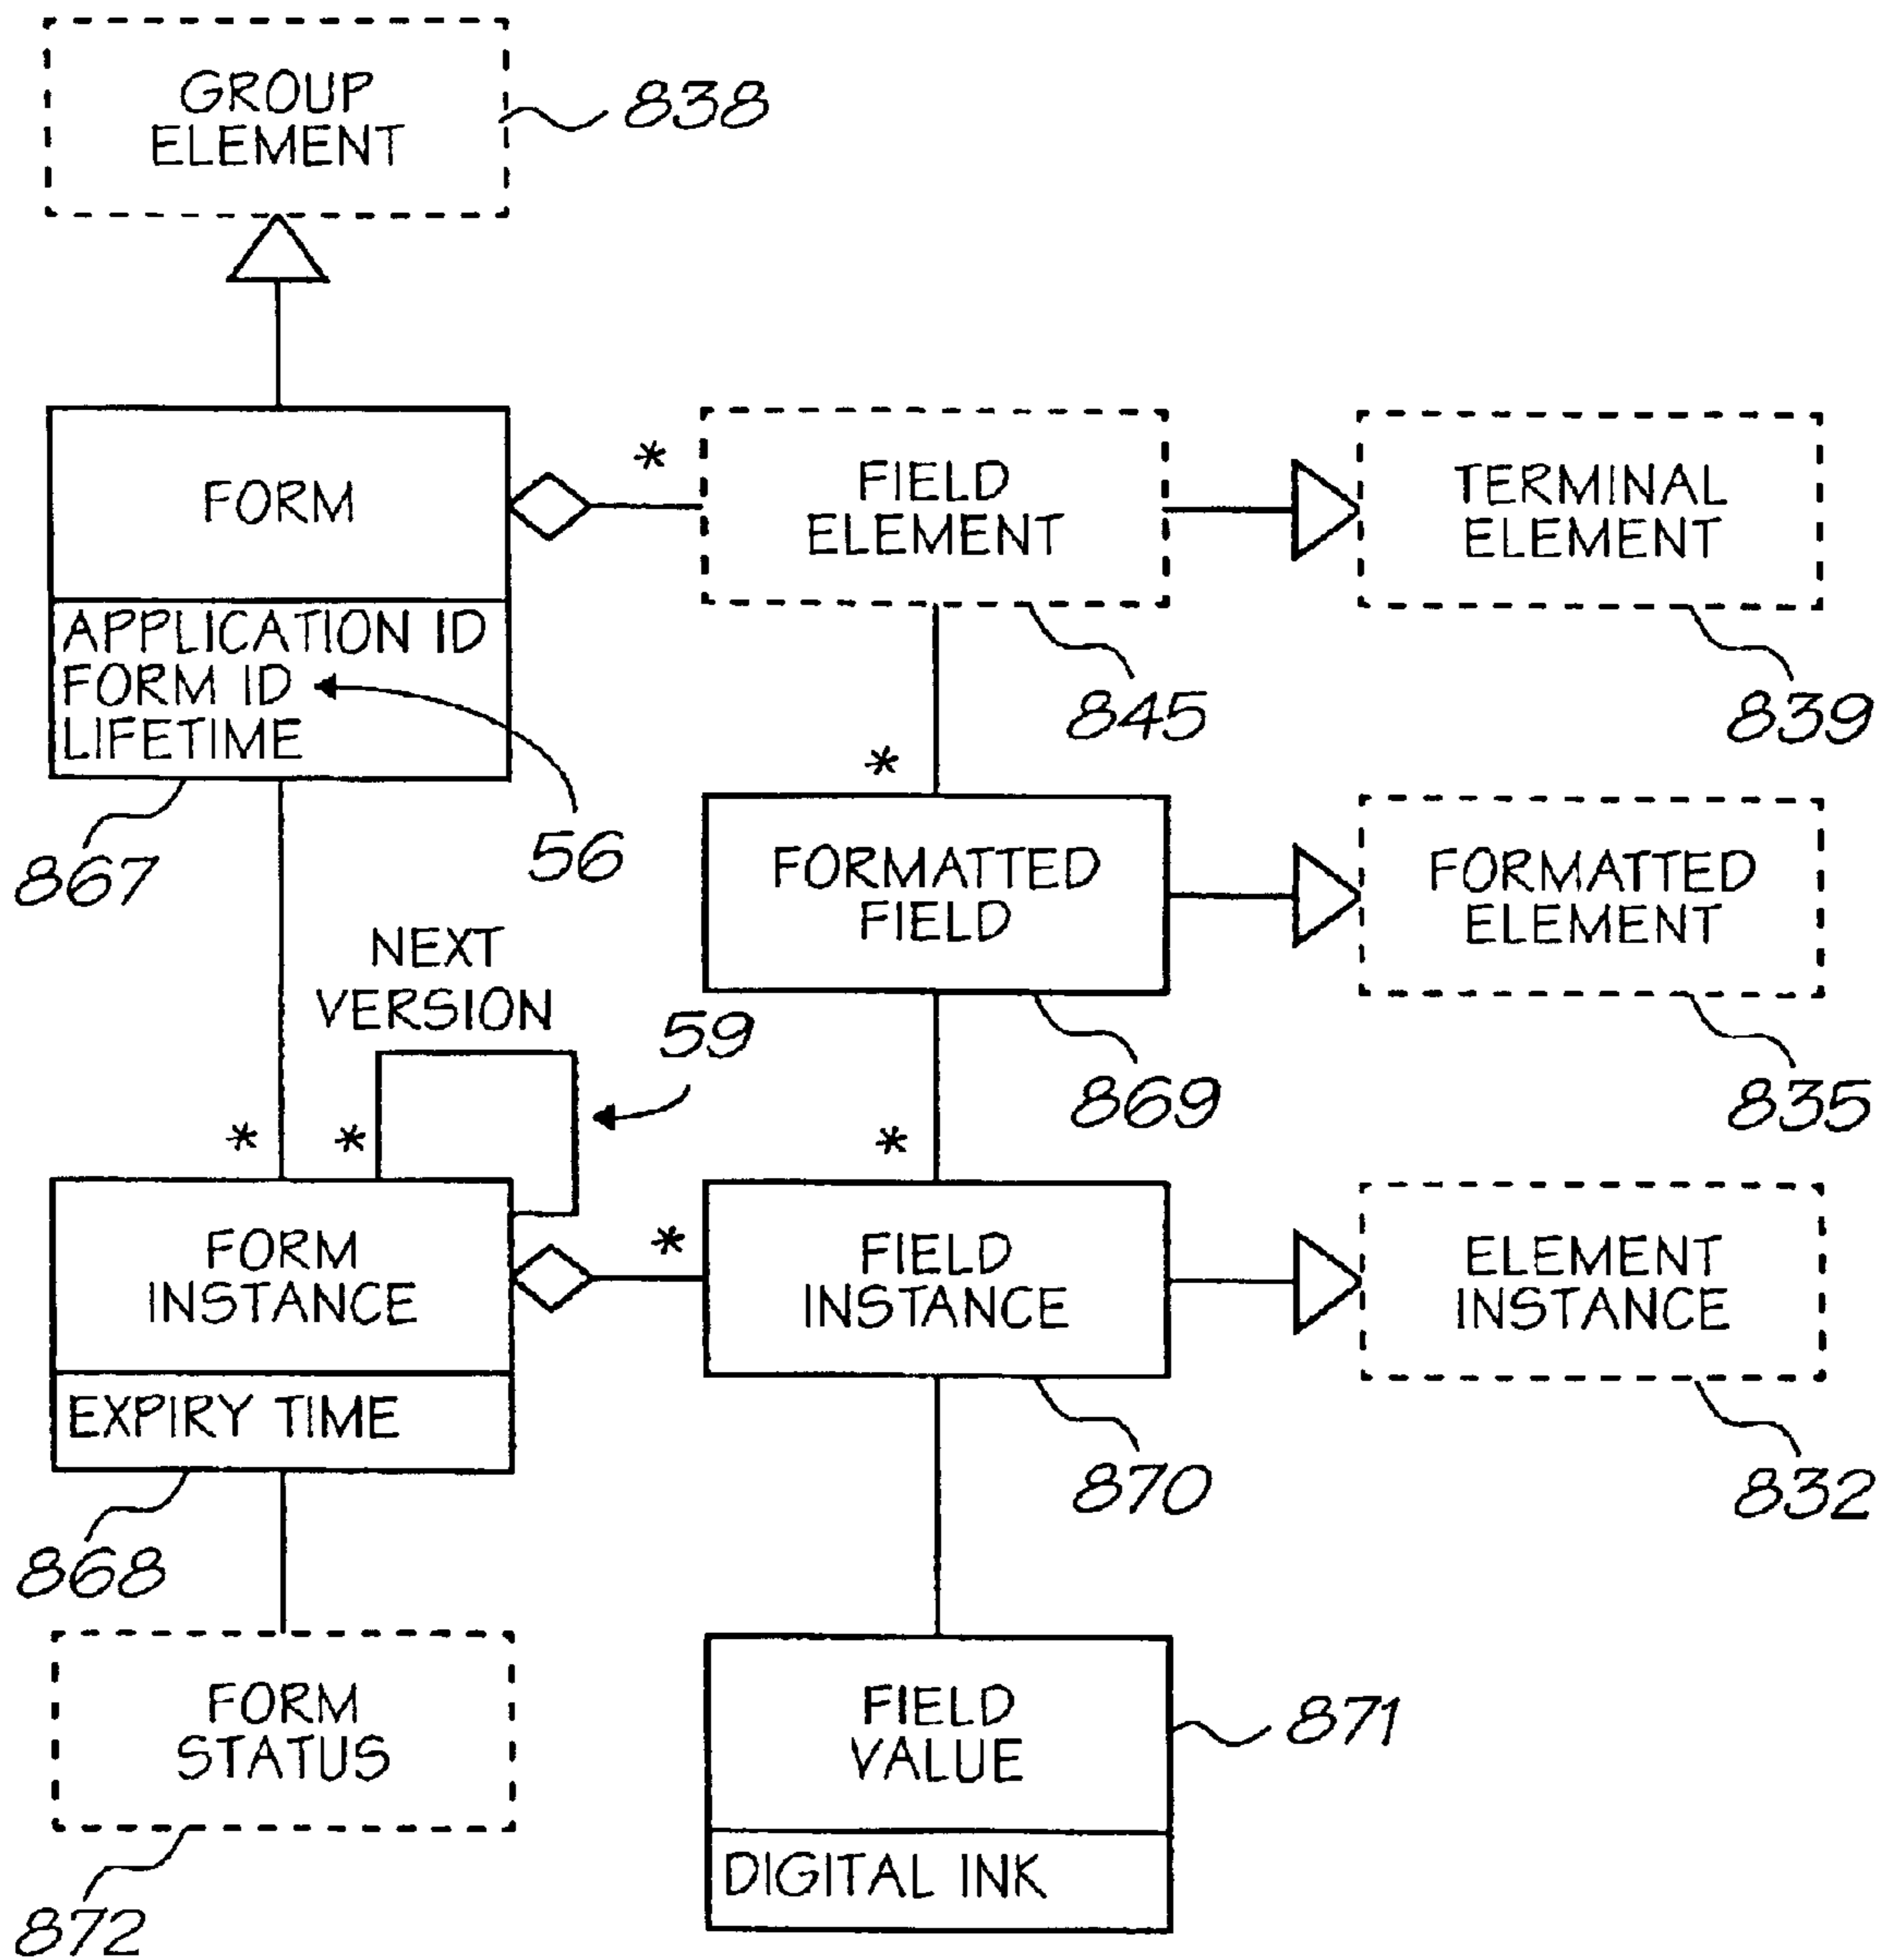 GROUP
ELEMENT
838
FORM
*
FIELD
ELEMENT
TERMINAL
ELEMENT
APPLICATION ID
FORM ID
LIFETIME
845
839
*
867
56
FORMATTED
FIELD
FORMATTED
ELEMENT
NEXT
VERSION
59
869
835
*
*
*
FORM
INSTANCE
*
FIELD
INSTANCE
ELEMENT
INSTANCE
EXPIRY TIME
870
832
868
FORM
STATUS
FIELD
VALUE
871
DIGITAL INK
872